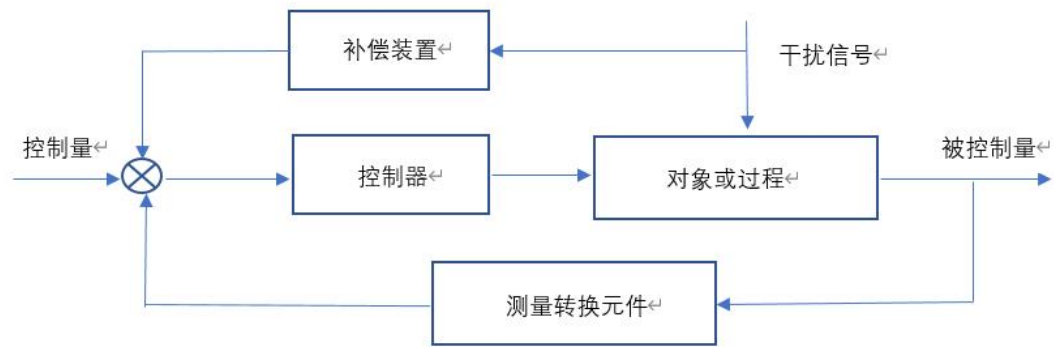 补偿装置↵
干扰信号↵
控制量↵
控制器
对象或过程↵
被控制量↵
测量转换元件↵